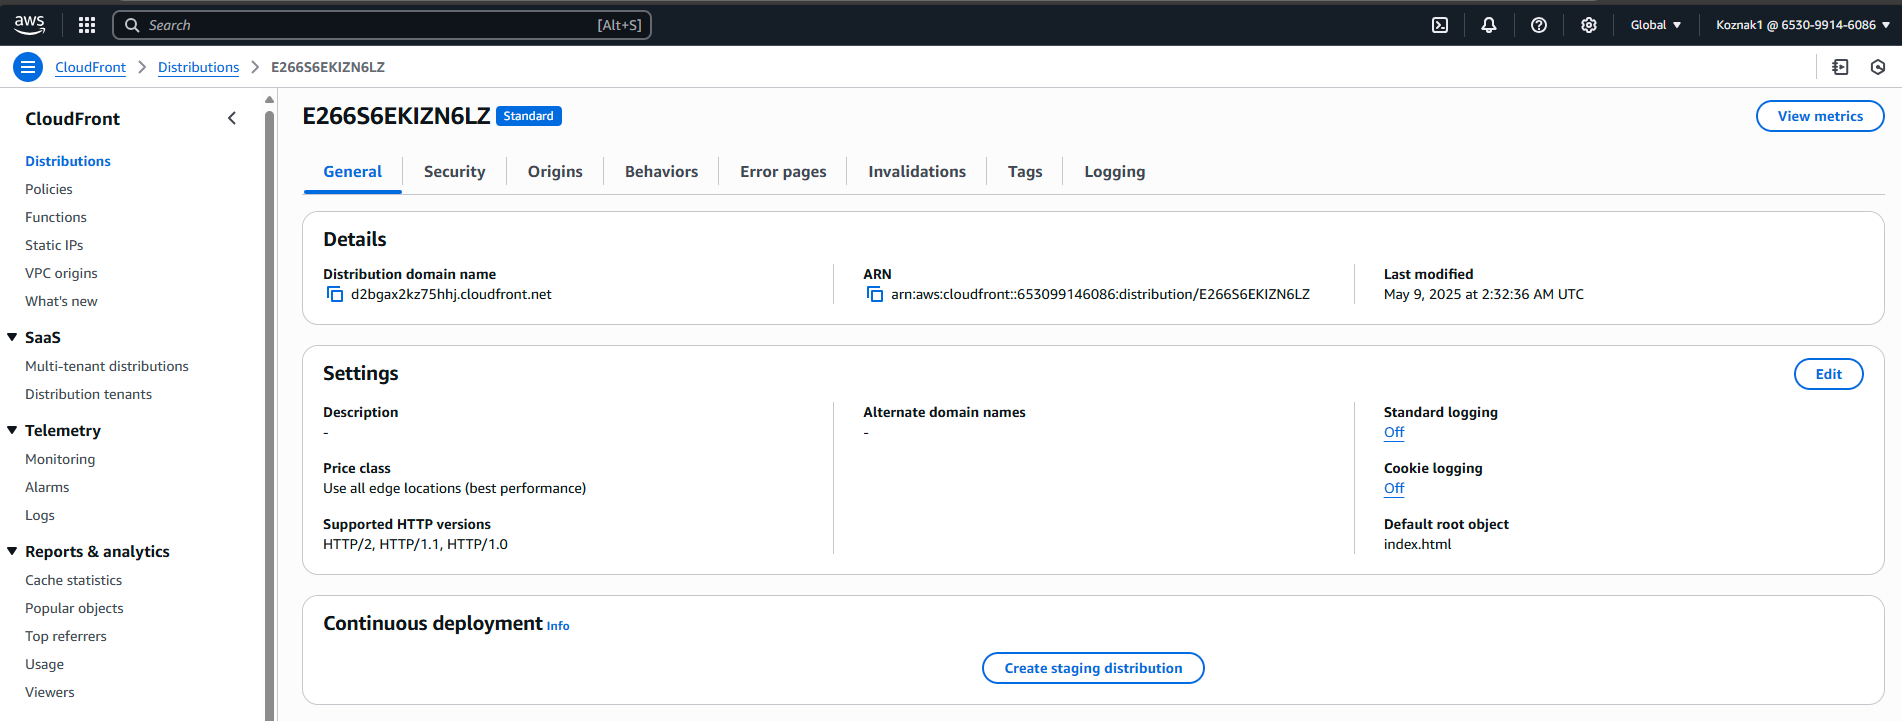 aws
Search [Alt+S]
Global
Koznak1 @ 6530-9914-6086
CloudFront
Distributions
E266S6EKIZN6LZ
CloudFront
Distributions
Policies
Functions
Static IPs
VPC origins
What's new
SaaS
Multi-tenant distributions
Distribution tenants
Telemetry
Monitoring
Alarms
Logs
Reports & analytics
Cache statistics
Popular objects
Top referrers
Usage
Viewers
E266S6EKIZN6LZ Standard
View metrics
General
Security
Origins
Behaviors
Error pages
Invalidations
Tags
Logging
Details
Distribution domain name
d2bgax2kz75hhj.cloudfront.net
ARN
arn:aws:cloudfront::653099146086:distribution/E266S6EKIZN6LZ
Last modified
May 9, 2025 at 2:32:36 AM UTC
Settings
Edit
Description
-
Price class
Use all edge locations (best performance)
Supported HTTP versions
HTTP/2, HTTP/1.1, HTTP/1.0
Alternate domain names
-
Standard logging
Off
Cookie logging
Off
Default root object
index.html
Continuous deployment Info
Create staging distribution